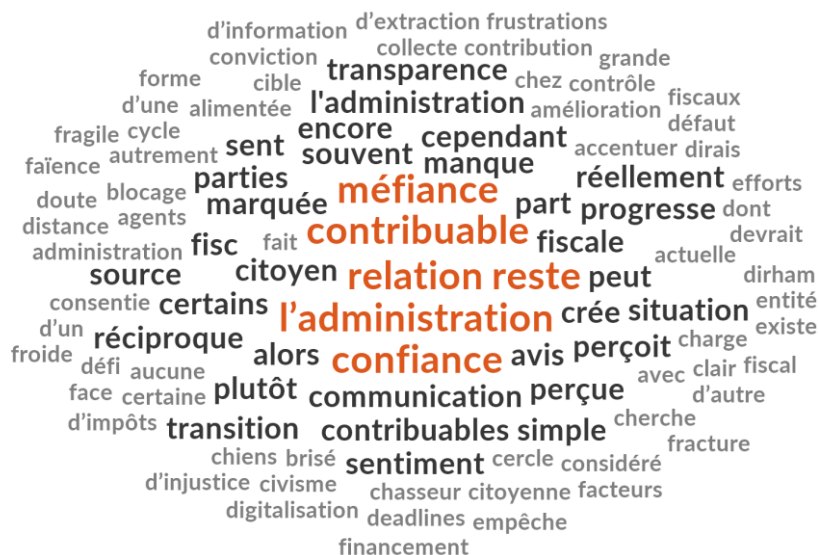 d'information d'extraction frustrations
conviction collecte contribution grande
forme cible transparence chez contrôle
d'une alimentée l'administration amélioration fiscaux
fragile cycle encore cependant défaut
faïence autrement sent souvent manque accentuer dirais
doute blocage parties méfiance réellement efforts
distance agents marquée contribuable part progresse dont
administration fisc fait fiscale devrait
source citoyen relation reste peut actuelle dirham
consentie certains l'administration crée situation entité
d'un réciproque perçoit charge existe
froide défi alors confiance avis avec clair fiscal
face aucune certaine plutôt communication perçue d'autre
d'impôts transition contribuables simple cherche
chiens brisé sentiment cercle considéré fracture
d'injustice civisme chasseur citoyenne facteurs
digitalisation deadlines empêche
financement